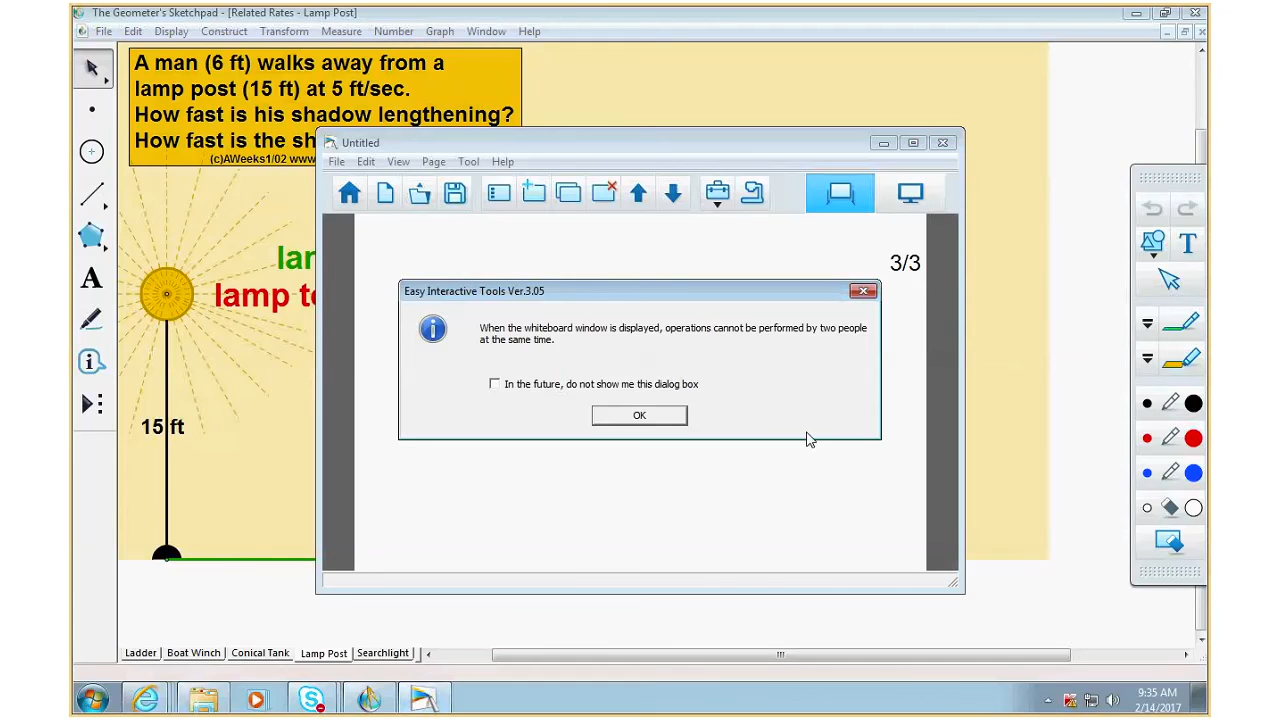 The Geometer's Sketchpad - [Related Rates - Lamp Post]
File Edit Display Construct Transform Measure Number Graph Window Help
A man (6 ft) walks away from a
lamp post (15 ft) at 5 ft/sec.
How fast is his shadow lengthening?
How fast is the
(c)AWeeks1/02
Untitled
File Edit View Page Tool Help
3/3
Easy Interactive Tools Ver.3.05
When the whiteboard window is displayed, operations cannot be performed by two people
at the same time.
In the future, do not show me this dialog box
OK
lamp
15 ft
A
T
Ladder Boat Winch Conical Tank Lamp Post Searchlight
9:35 AM
2/14/2017